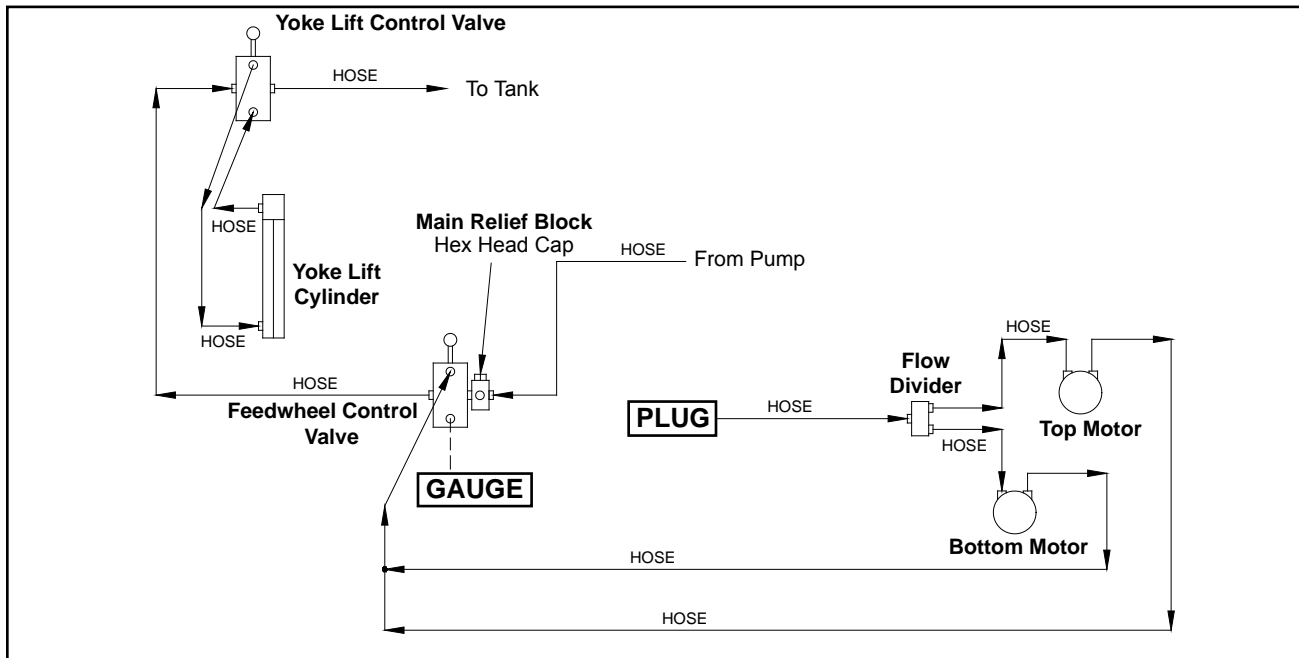 Yoke Lift Control Valve
HOSE
To Tank
HOSE
Yoke Lift
Cylinder
HOSE
Main Relief Block
Hex Head Cap
HOSE
From Pump
HOSE
Feedwheel Control
Valve
GAUGE
PLUG
HOSE
Flow
Divider
HOSE
HOSE
Top Motor
Bottom Motor
HOSE
HOSE